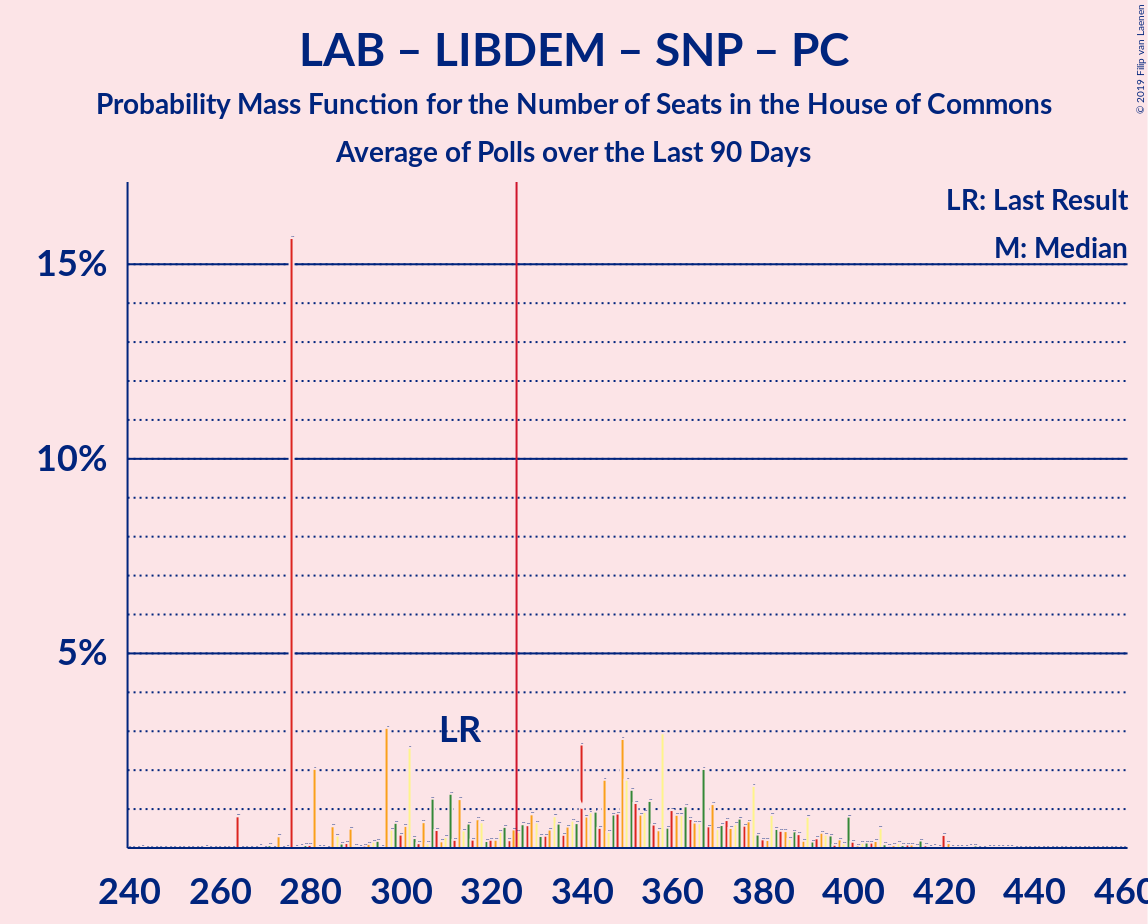 LAB – LIBDEM – SNP – PC
Probability Mass Function for the Number of Seats in the House of Commons
Average of Polls over the Last 90 Days
© 2019 Filip van Laenen
LR: Last Result
M: Median
15%
10%
5%
LR
240 260 280 300 320 340 360 380 400 420 440 460